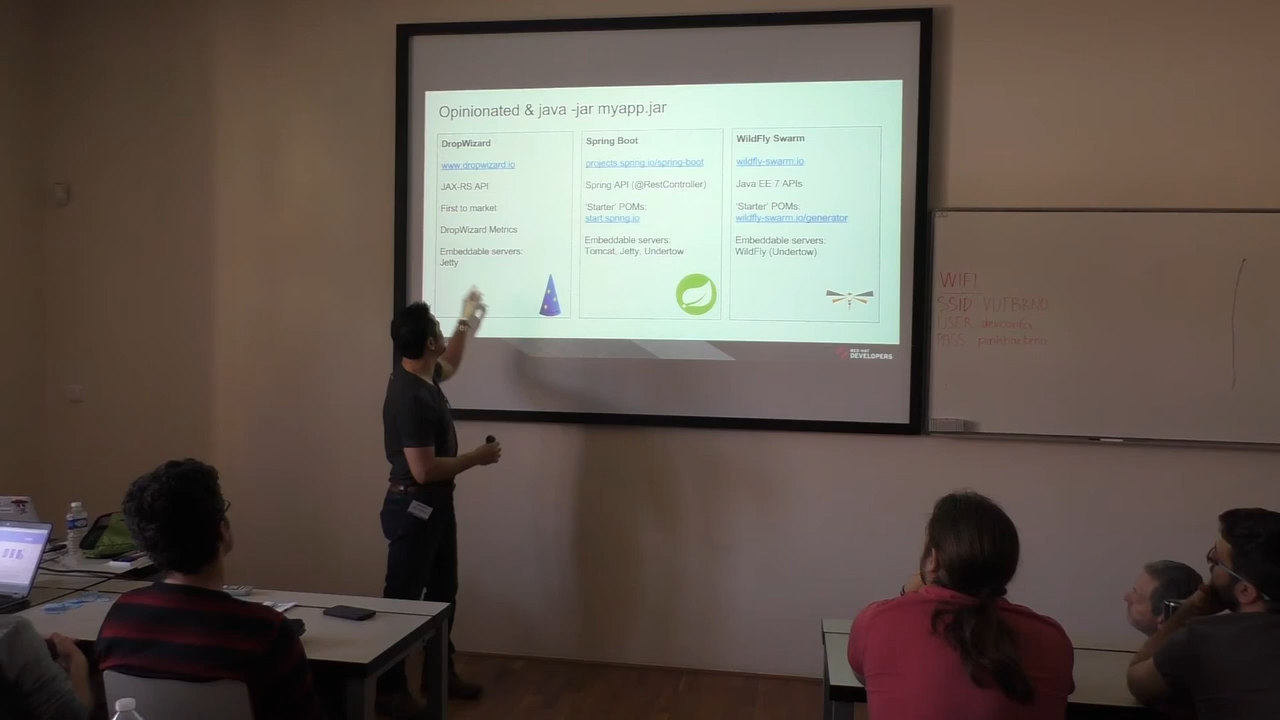 Opinionated & java -jar myapp.jar
DropWizard
www.dropwizard.io
JAX-RS API
First to market
DropWizard Metrics
Embeddable servers:
Jetty
Spring Boot
projects.spring.io/spring-boot
Spring API (@RestController)
'Starter' POMs:
start.spring.io
Embeddable servers:
Tomcat, Jetty, Undertow
WildFly Swarm
wildfly-swarm.io
Java EE 7 APIs
'Starter' POMs:
wildfly-swarm.io/generator
Embeddable servers:
WildFly (Undertow)
RED HAT
DEVELOPERS
WIFI
SSID VUTBRNO
USER
PASS